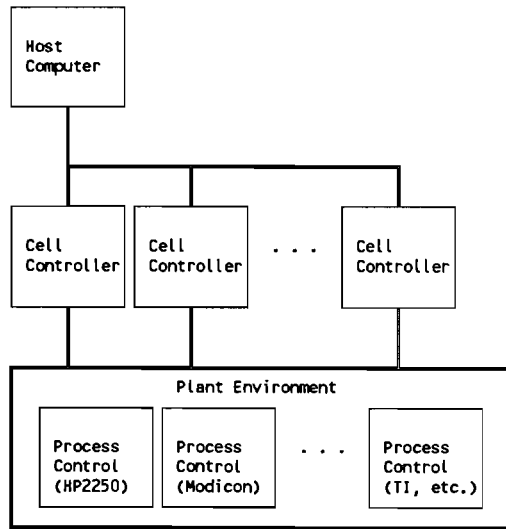 Host
Computer
Cell
Controller
Cell
Controller
. . .
Cell
Controller
Plant Environment
Process
Control
(HP2250)
Process
Control
(Modicon)
. . .
Process
Control
(TI, etc.)